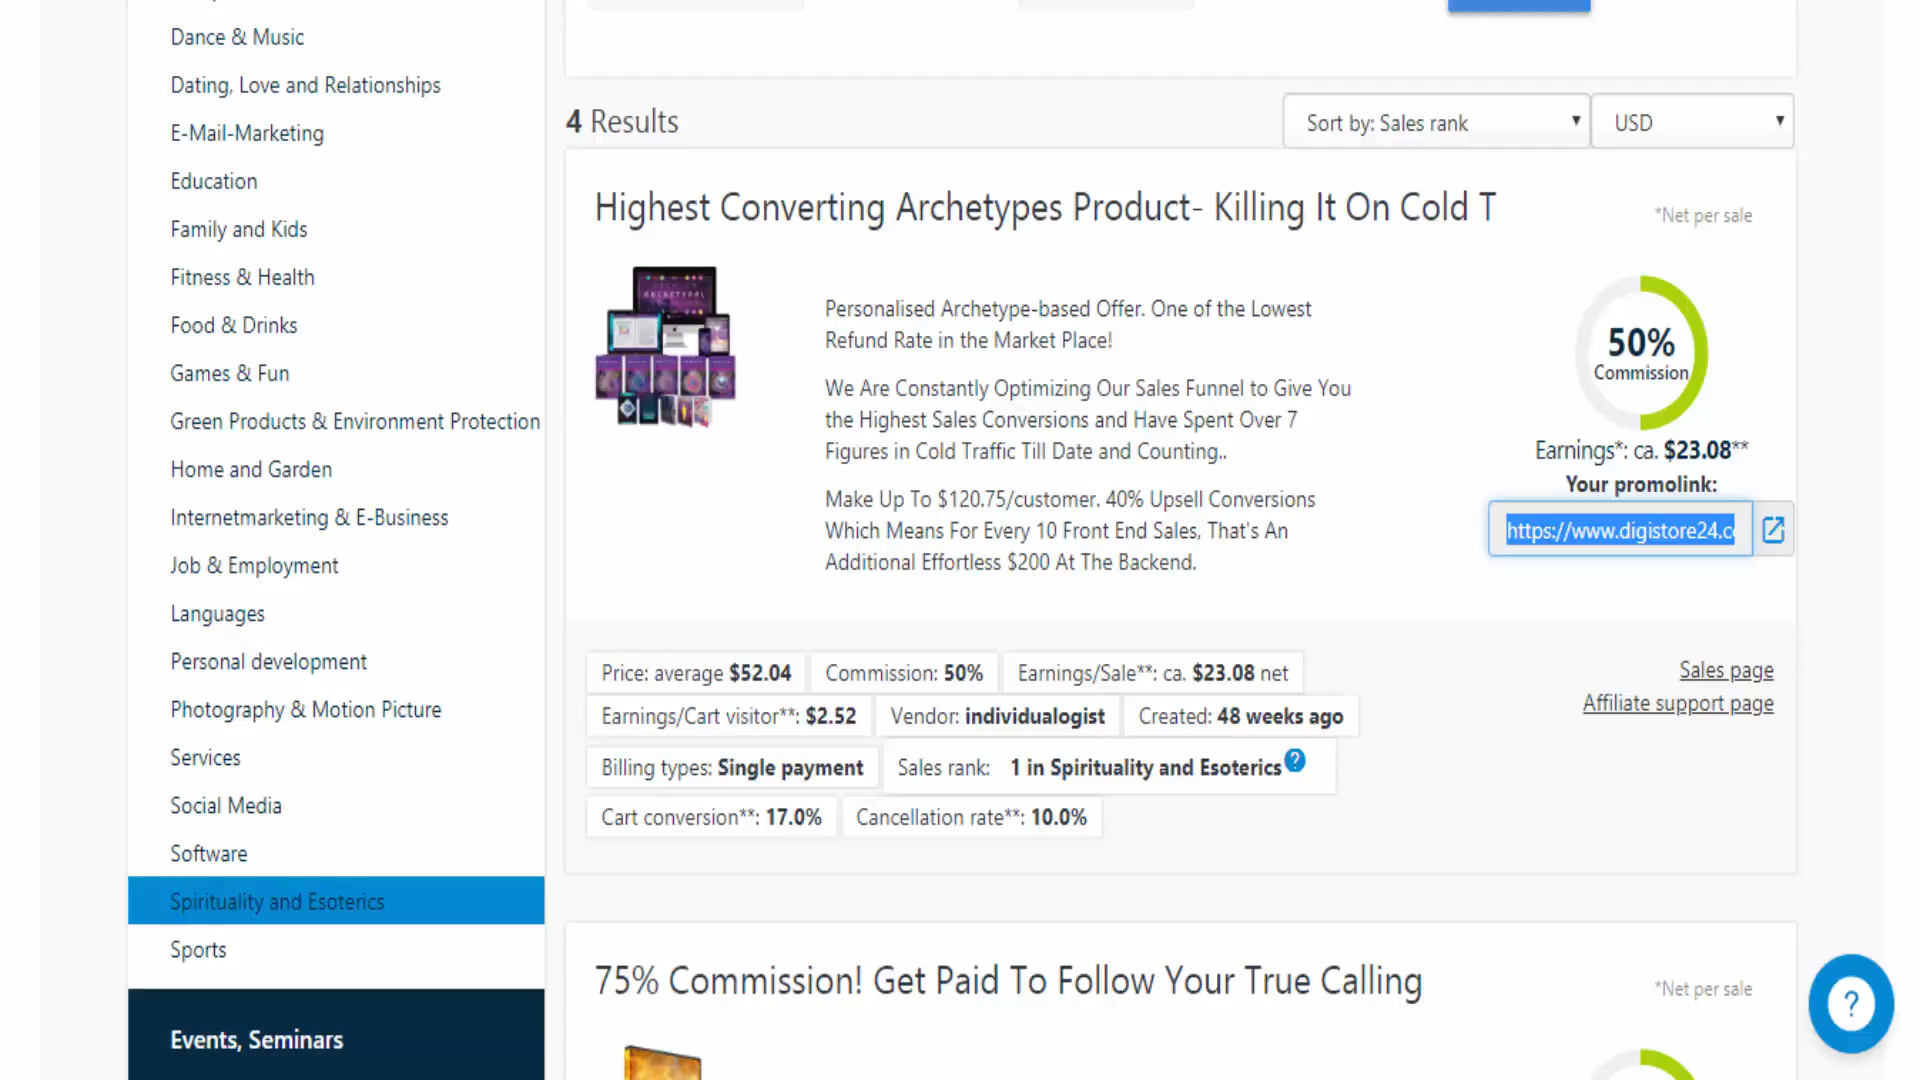 Dance & Music
Dating, Love and Relationships
E-Mail-Marketing
Education
Family and Kids
Fitness & Health
Food & Drinks
Games & Fun
Green Products & Environment Protection
Home and Garden
Internetmarketing & E-Business
Job & Employment
Languages
Personal development
Photography & Motion Picture
Services
Social Media
Software
Spirituality and Esoterics
Sports
Events, Seminars
4 Results
Sort by: Sales rank
USD
Highest Converting Archetypes Product- Killing It On Cold T
*Net per sale
Personalised Archetype-based Offer. One of the Lowest
Refund Rate in the Market Place!
We Are Constantly Optimizing Our Sales Funnel to Give You
the Highest Sales Conversions and Have Spent Over 7
Figures in Cold Traffic Till Date and Counting..
Make Up To $120.75/customer. 40% Upsell Conversions
Which Means For Every 10 Front End Sales, That's An
Additional Effortless $200 At The Backend.
50%
Commission
Earnings*: ca. $23.08**
Your promolink:
https://www.digistore24.c
Price: average $52.04
Commission: 50%
Earnings/Sale**: ca. $23.08 net
Earnings/Cart visitor**: $2.52
Vendor: individualogist
Created: 48 weeks ago
Billing types: Single payment
Sales rank: 1 in Spirituality and Esoterics ?
Cart conversion**: 17.0%
Cancellation rate**: 10.0%
Sales page
Affiliate support page
75% Commission! Get Paid To Follow Your True Calling
*Net per sale
?